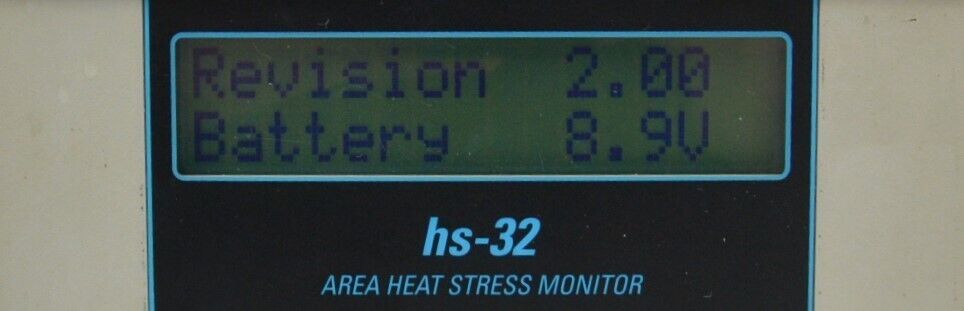 Revision 2.00
Battery 8.9V
hs-32
AREA HEAT STRESS MONITOR